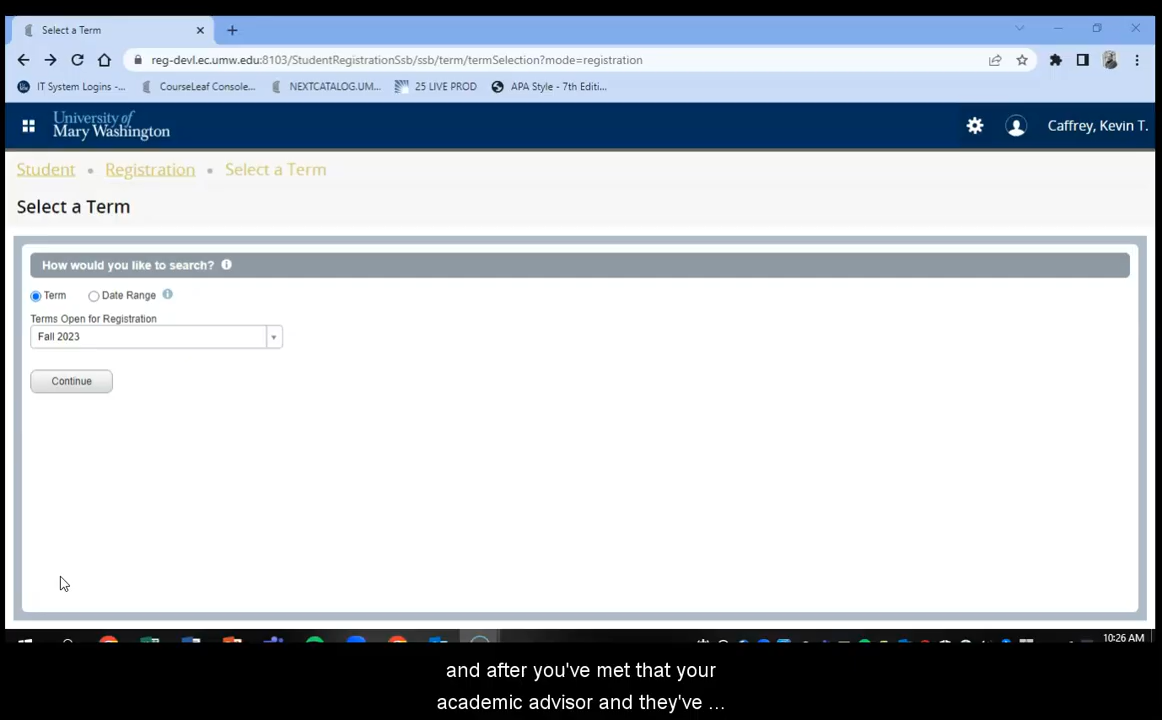 Select a Term
reg-devl.ec.umw.edu:8103/StudentRegistrationSsb/ssb/term/termSelection?mode=registration
IT System Logins -... CourseLeaf Console... NEXTCATALOG.UM... 25 LIVE PROD APA Style - 7th Editi...
University of
Mary Washington
Caffrey, Kevin T.
Student • Registration • Select a Term
Select a Term
How would you like to search?
Term Date Range
Terms Open for Registration
Fall 2023
Continue
10:26 AM
and after you've met that your
academic advisor and they've ...